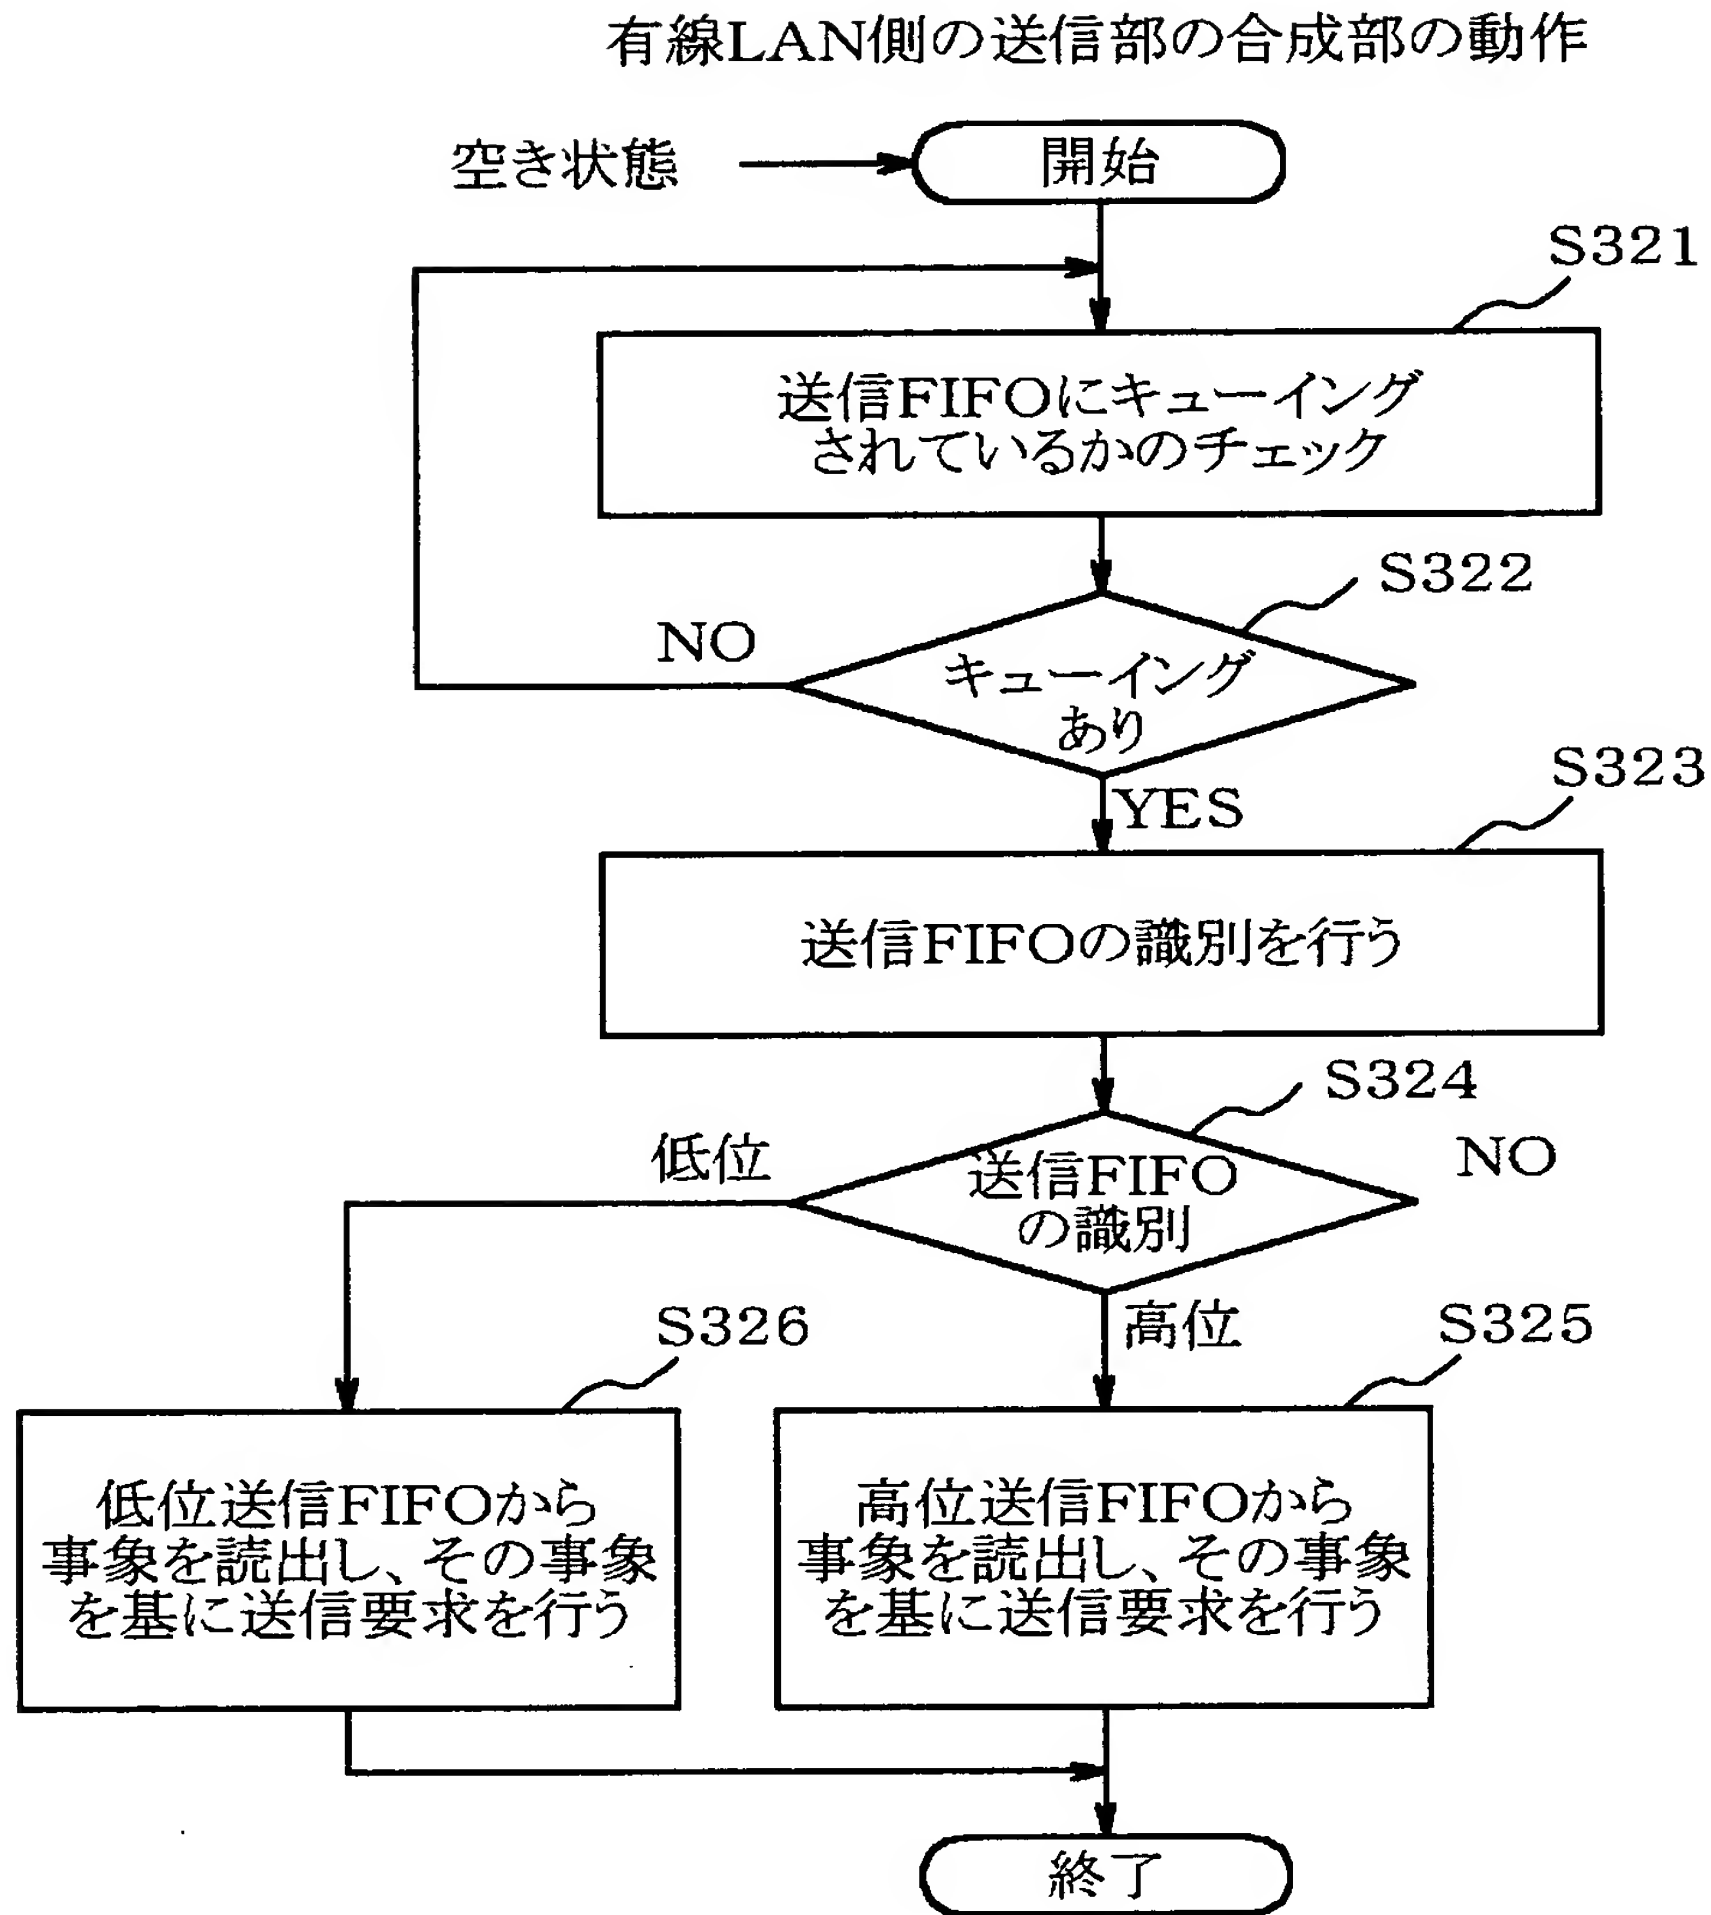 有線LAN側の送信部の合成部の動作
空き状態
開始
S321
送信FIFOにキューイング
されているかのチェック
S322
NO
キューイング
あり
YES
S323
送信FIFOの識別を行う
S324
低位
NO
送信FIFO
の識別
高位
S326
S325
低位送信FIFOから
事象を読出し、その事象
を基に送信要求を行う
高位送信FIFOから
事象を読出し、その事象
を基に送信要求を行う
終了